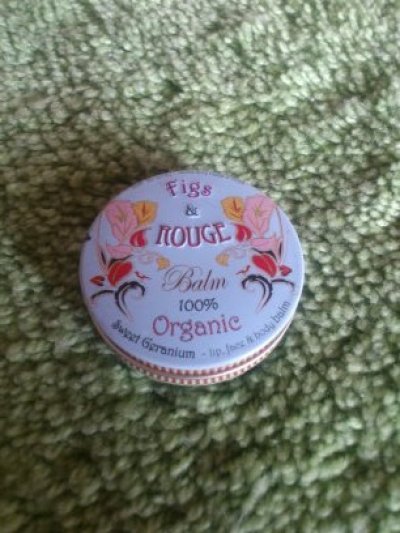 Figs
&
ROUGE
Balm
100%
Organic
Sweet Geranium - lip, face & body balm